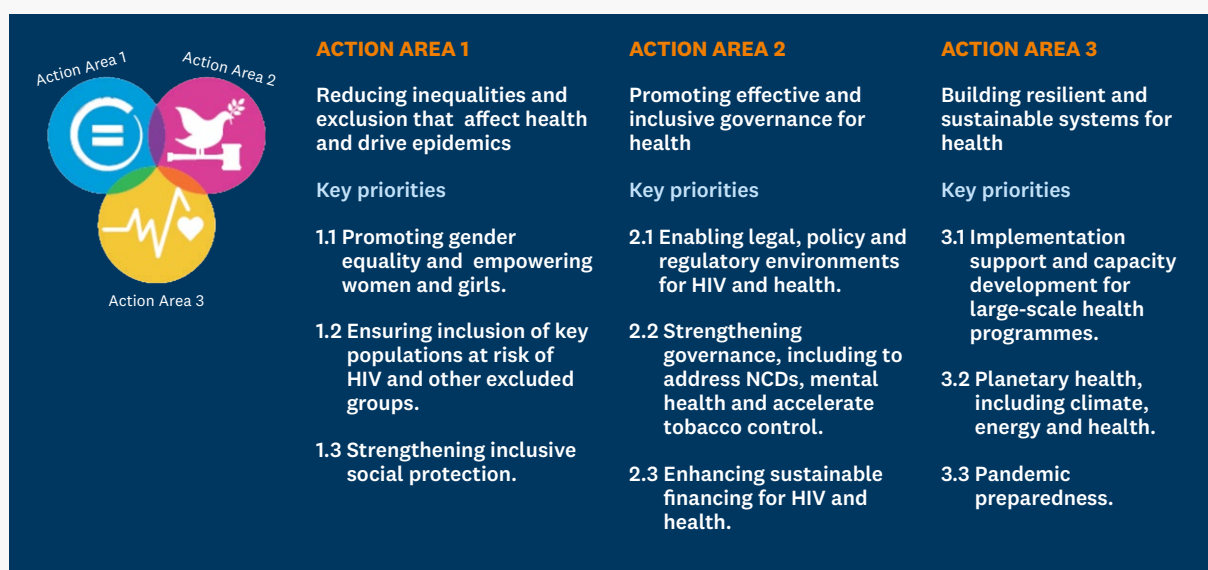 Action Area 1
Action Area 2
Action Area 3
ACTION AREA 1
Reducing inequalities and
exclusion that affect health
and drive epidemics
Key priorities
1.1 Promoting gender
equality and empowering
women and girls.
1.2 Ensuring inclusion of key
populations at risk of
HIV and other excluded
groups.
1.3 Strengthening inclusive
social protection.
ACTION AREA 2
Promoting effective and
inclusive governance for
health
Key priorities
2.1 Enabling legal, policy and
regulatory environments
for HIV and health.
2.2 Strengthening
governance, including to
address NCDs, mental
health and accelerate
tobacco control.
2.3 Enhancing sustainable
financing for HIV and
health.
ACTION AREA 3
Building resilient and
sustainable systems for
health
Key priorities
3.1 Implementation
support and capacity
development for
large-scale health
programmes.
3.2 Planetary health,
including climate,
energy and health.
3.3 Pandemic
preparedness.